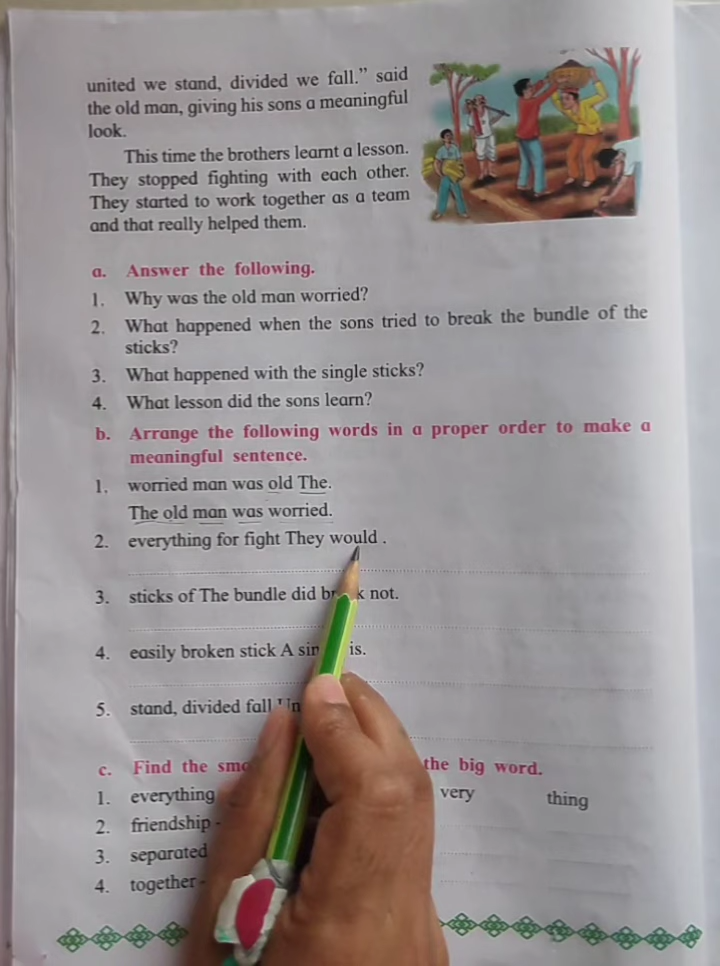 united we stand, divided we fall.” said
the old man, giving his sons a meaningful
look.
This time the brothers learnt a lesson.
They stopped fighting with each other.
They started to work together as a team
and that really helped them.
a. Answer the following.
1. Why was the old man worried?
2. What happened when the sons tried to break the bundle of the
sticks?
3. What happened with the single sticks?
4. What lesson did the sons learn?
b. Arrange the following words in a proper order to make a
meaningful sentence.
1. worried man was old The.
The old man was worried.
2. everything for fight They would .
3. sticks of The bundle did not.
4. easily broken stick A is.
5. stand, divided fall
c. Find the the big word.
1. everything very thing
2. friendship -
3. separated
4. together -